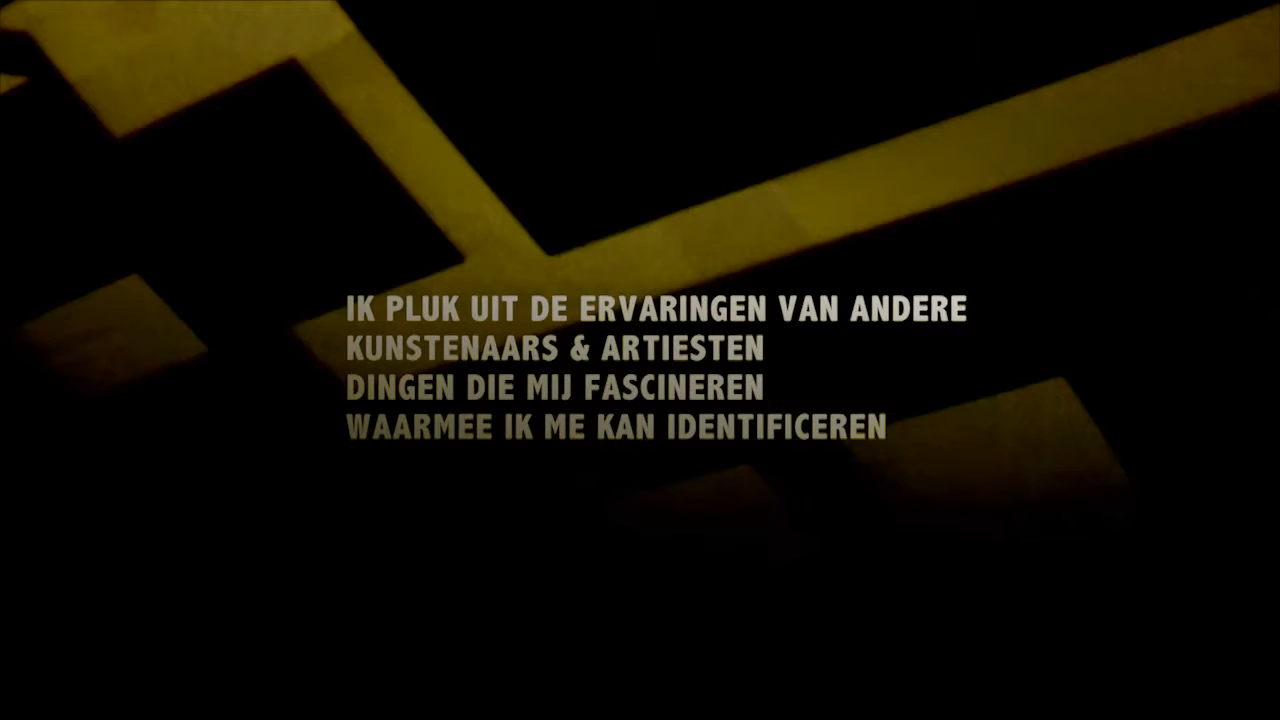 IK PLUK UIT DE ERVARINGEN VAN ANDERE
KUNSTENAARS & ARTIESTEN
DINGEN DIE MIJ FASCINEREN
WAARMEE IK ME KAN IDENTIFICEREN